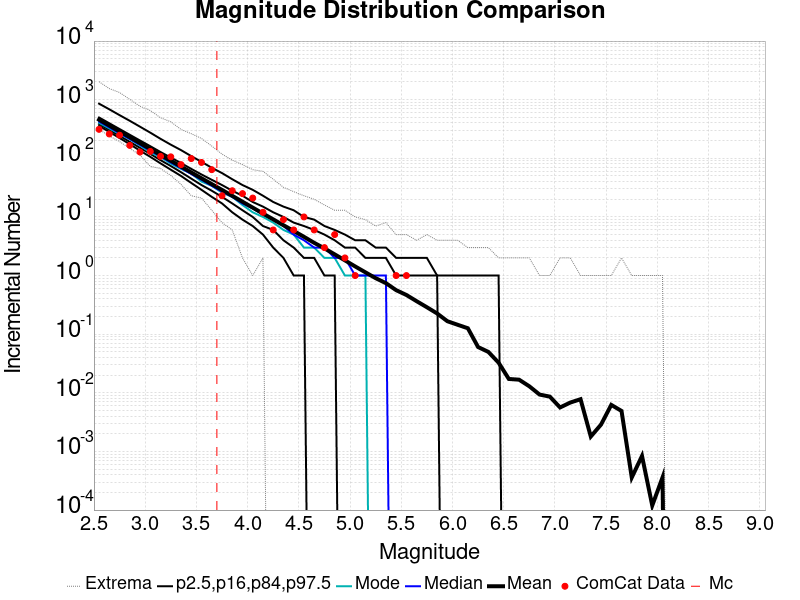 Magnitude Distribution Comparison
10^4
10^3
10^2
10^1
10^0
10^-1
10^-2
10^-3
10^-4
Incremental Number
2.5 3.0 3.5 4.0 4.5 5.0 5.5 6.0 6.5 7.0 7.5 8.0 8.5 9.0
Magnitude
Extrema p2.5,p16,p84,p97.5 Mode Median Mean ComCat Data Mc